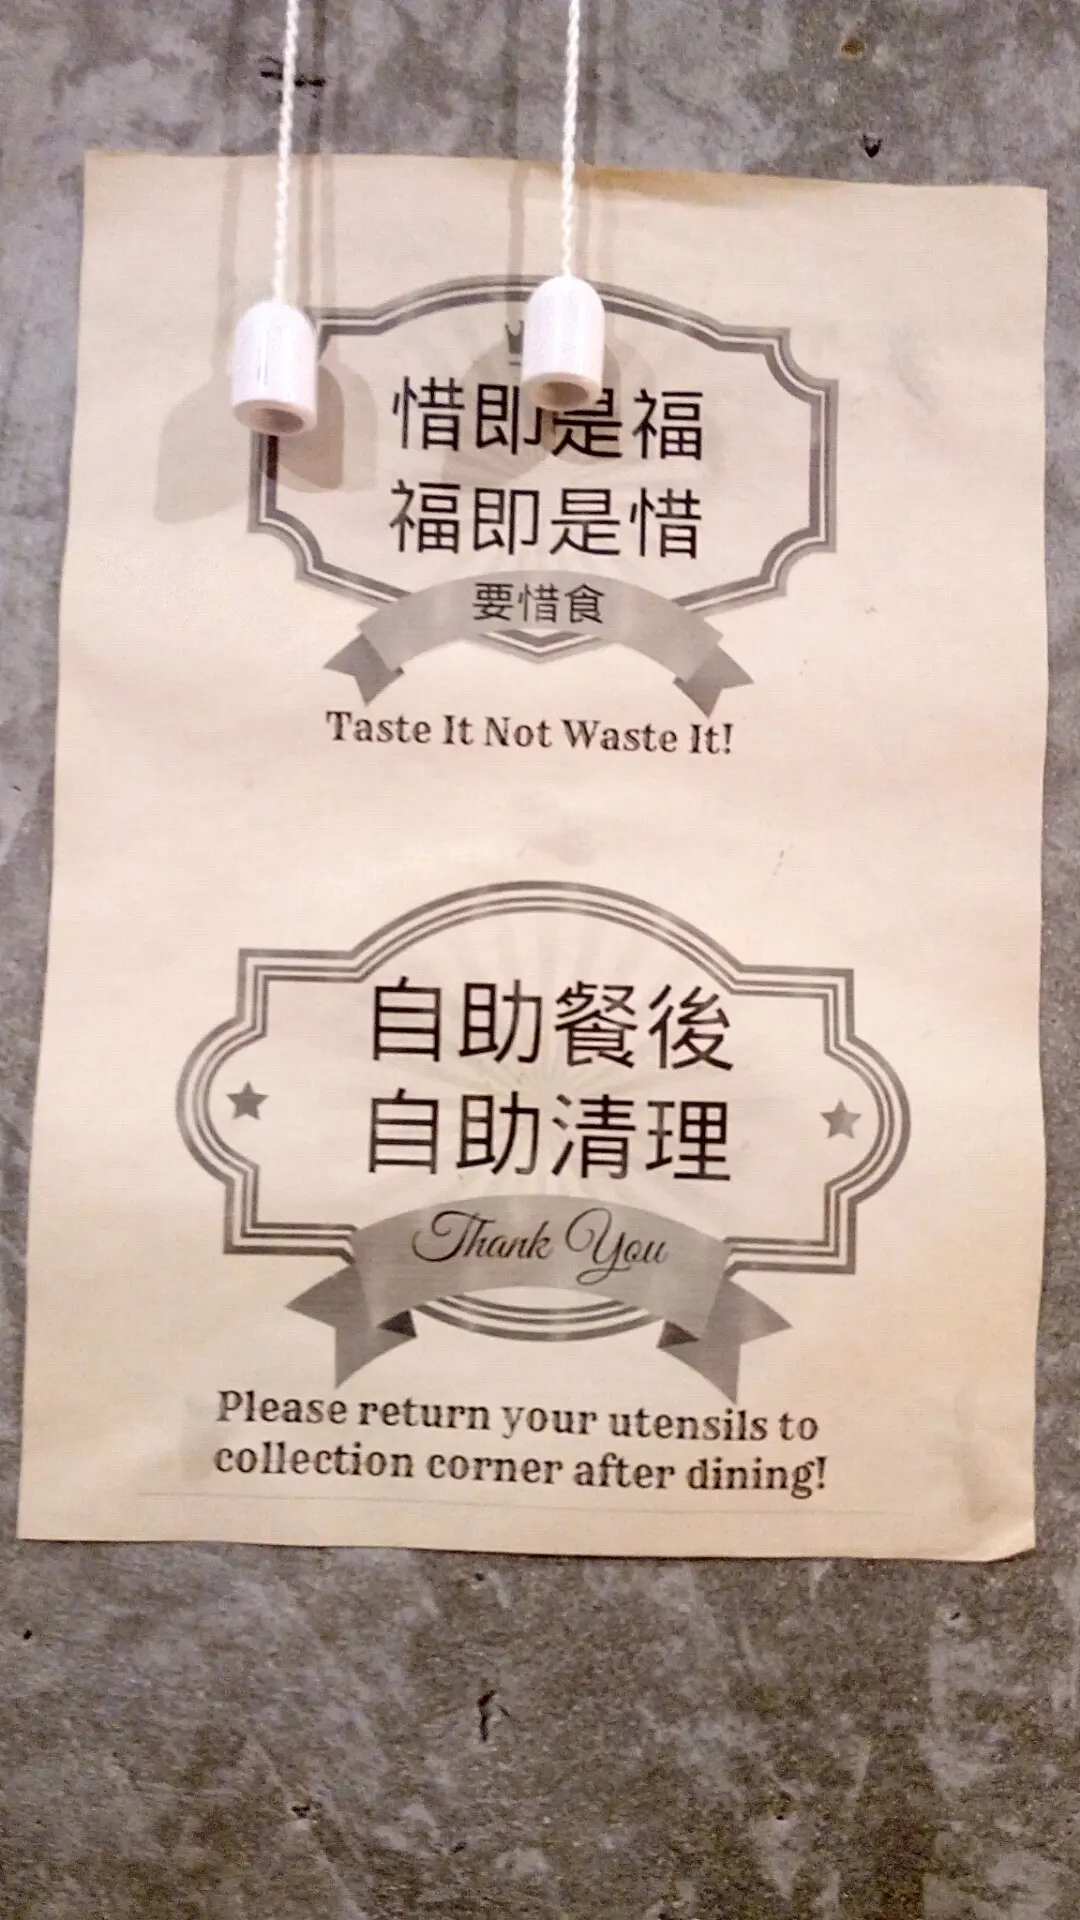 惜即是福
福即是惜
要惜食
Taste It Not Waste It!
自助餐後
自助清理
Thank You
Please return your utensils to
collection corner after dining!